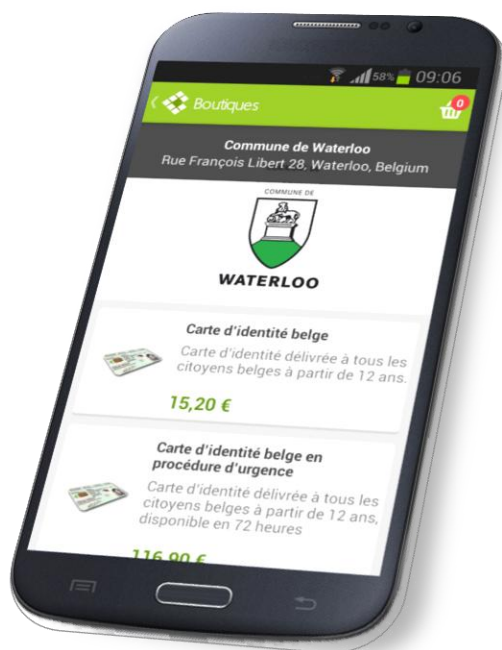 58% 09:06
Boutiques
0
Commune de Waterloo
Rue François Libert 28, Waterloo, Belgium
COMMUNE DE
WATERLOO
Carte d'identité belge
Carte d'identité délivrée à tous les
citoyens belges à partir de 12 ans.
15,20 €
Carte d'identité belge en
procédure d'urgence
Carte d'identité délivrée à tous les
citoyens belges à partir de 12 ans,
disponible en 72 heures
116,90 €